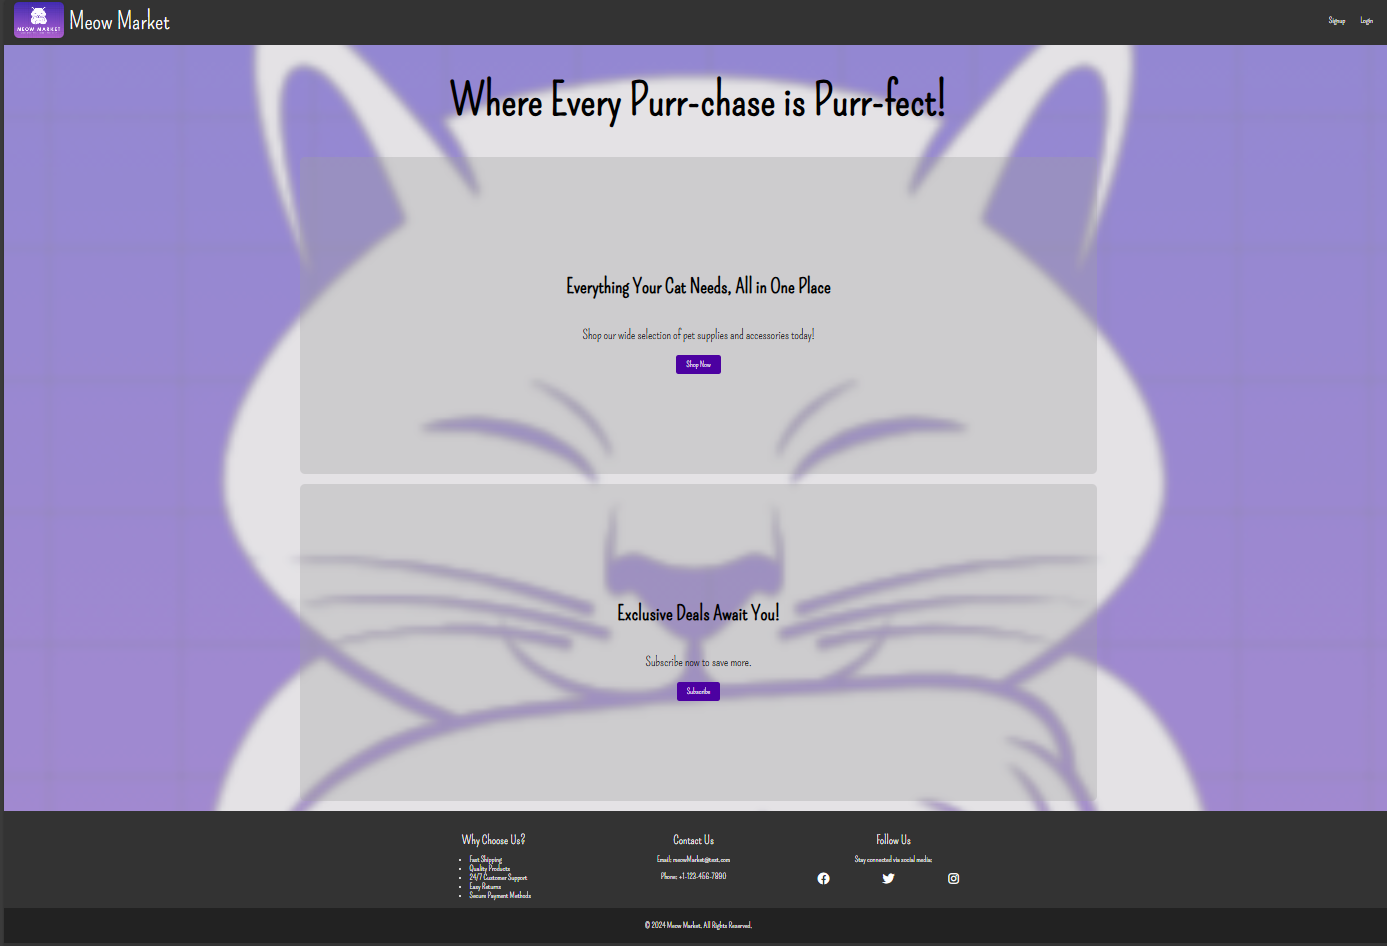 MEOW MARKET
Meow Market
Signup Login
Where Every Purr-chase is Purr-fect!
Everything Your Cat Needs, All in One Place
Shop our wide selection of pet supplies and accessories today!
Shop Now
Exclusive Deals Await You!
Subscribe now to save more.
Subscribe
Why Choose Us?
Fast Shipping
Quality Products
24/7 Customer Support
Easy Returns
Secure Payment Methods
Contact Us
Email: meowMarket@test.com
Phone: +1-123-456-7890
Follow Us
Stay connected via social media:
© 2024 Meow Market. All Rights Reserved.